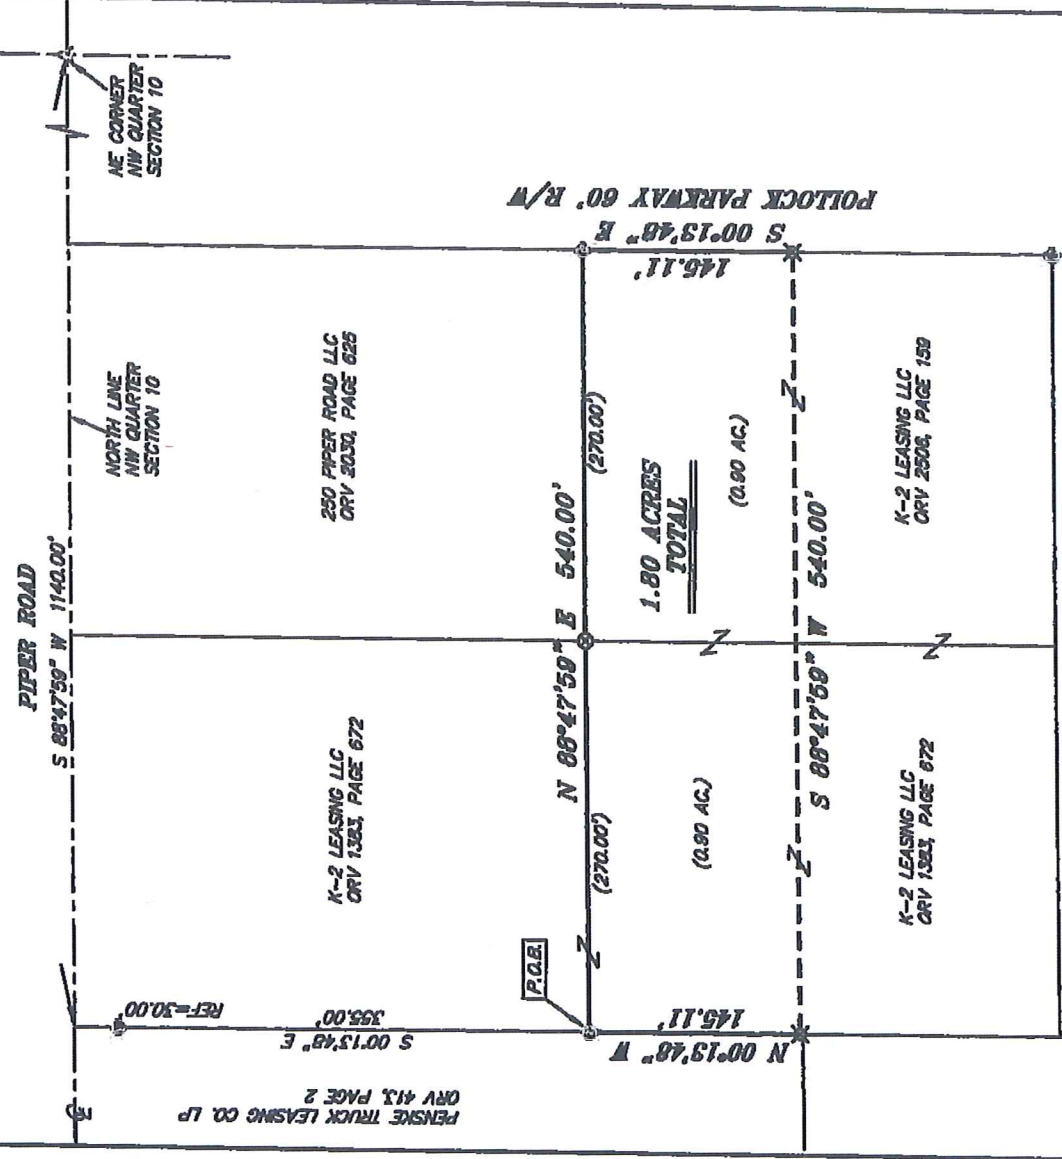 PIPER ROAD
S 88°47'59" W 1140.00'
NE CORNER
NW QUARTER
SECTION 10
NORTH LINE
NW QUARTER
SECTION 10
POLLOCK PARKWAY 60' R/W
S 00°13'48" E
145.11'
250 PIPER ROAD LLC
ORV 2030, PAGE 625
K-2 LEASING LLC
ORV 1383, PAGE 672
REF=30.00'
355.00'
S 00°13'48" E
PENSKE TRUCK LEASING CO. LP
ORV 413, PAGE 2
P.O.B.
N 88°47'59" E 540.00'
(270.00')
(270.00')
1.80 ACRES
TOTAL
(0.90 AC.)
(0.90 AC.)
145.11'
N 00°13'48" W
S 88°47'59" W 540.00'
K-2 LEASING LLC
ORV 2506, PAGE 159
K-2 LEASING LLC
ORV 1383, PAGE 672